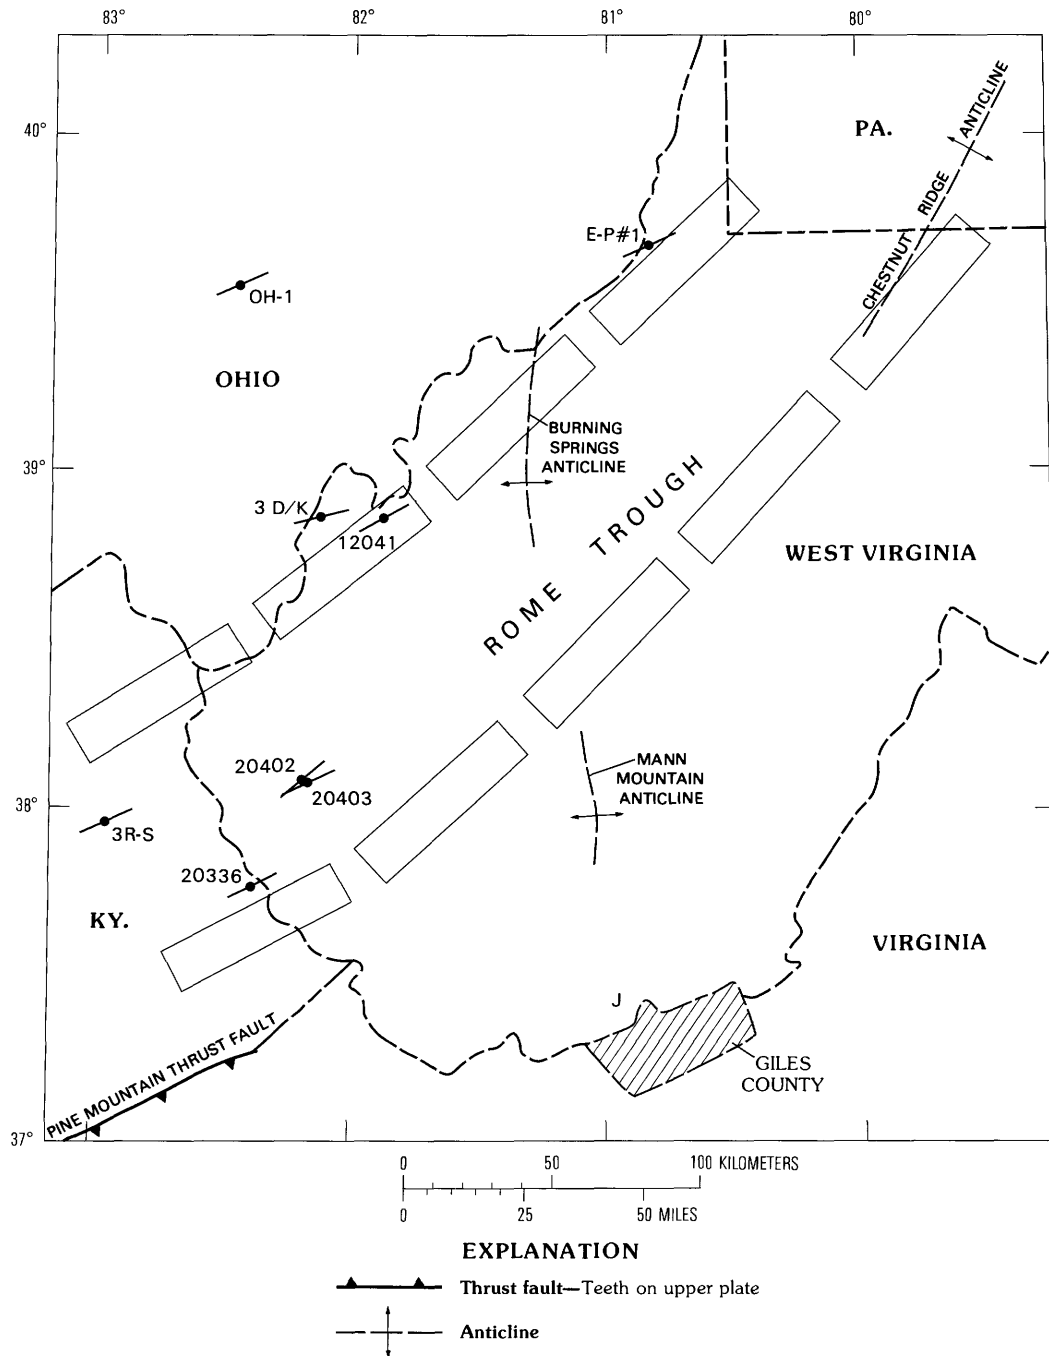 83°
82°
81°
80°
40°
PA.
CHESTNUT RIDGE ANTICLINE
E-P#1
OH-1
OHIO
BURNING
SPRINGS
ANTICLINE
39°
3 D/K
12041
ROME TROUGH
WEST VIRGINIA
MANN
MOUNTAIN
ANTICLINE
20402
20403
38°
3R-S
20336
KY.
VIRGINIA
J
GILES
COUNTY
PINE MOUNTAIN THRUST FAULT
37°
0 50 100 KILOMETERS
0 25 50 MILES
EXPLANATION
Thrust fault—Teeth on upper plate
Anticline